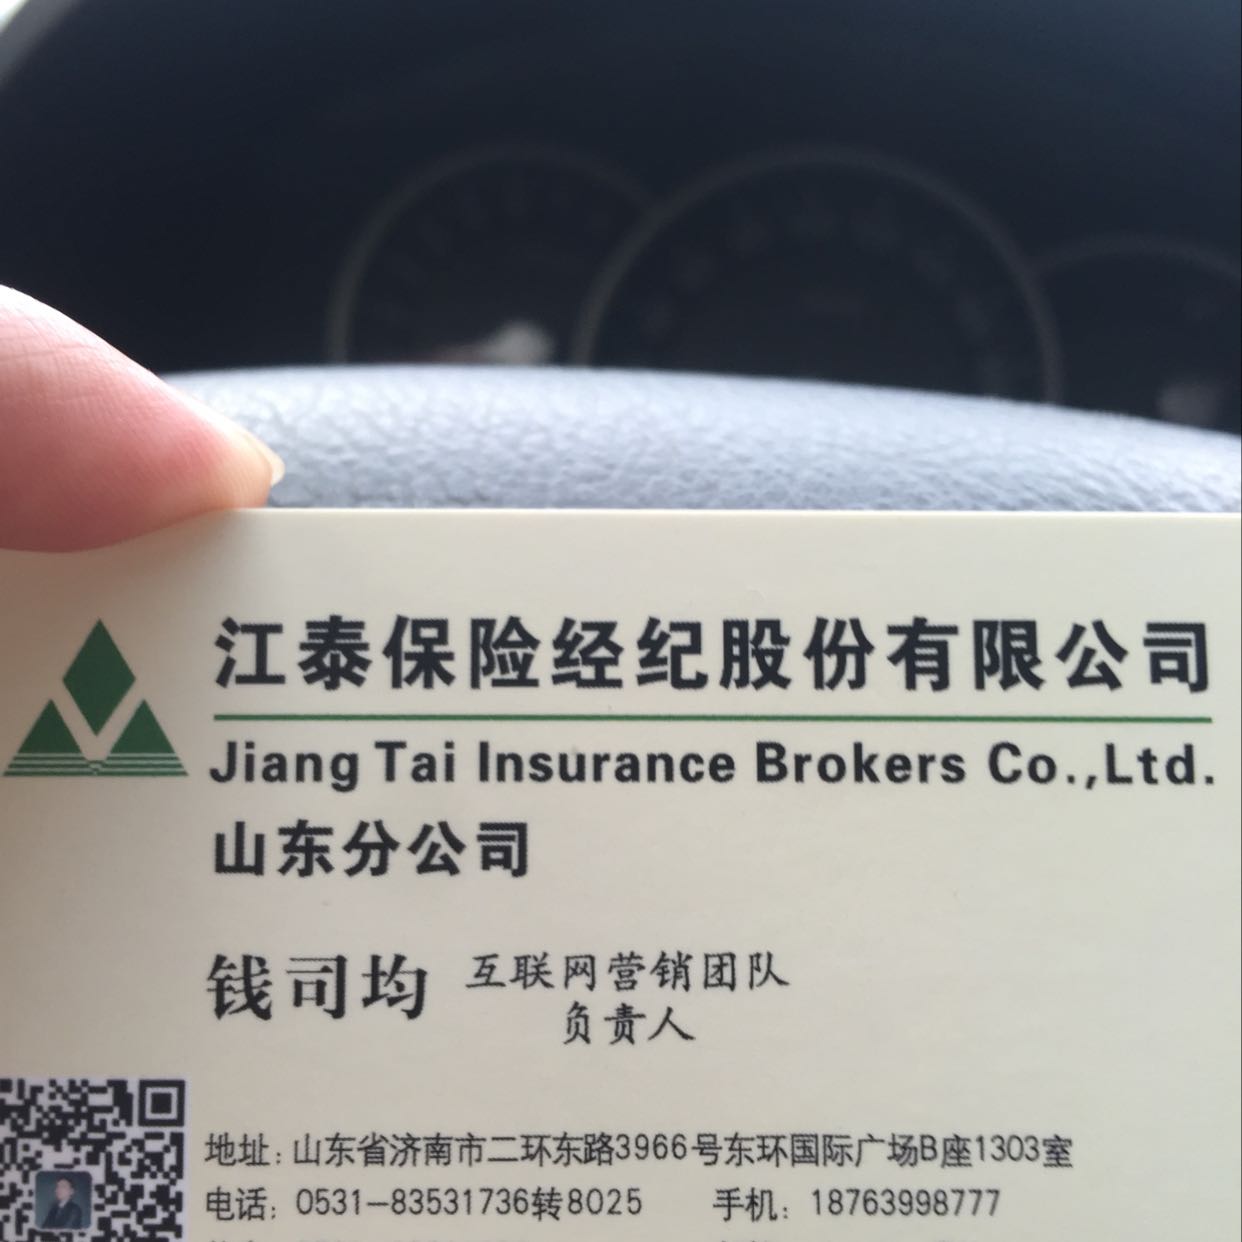 江泰保险经纪股份有限公司
Jiang Tai Insurance Brokers Co.,Ltd.
山东分公司
钱司均 互联网营销团队
负责人
地址：山东省济南市二环东路3966号东环国际广场B座1303室
电话：0531-83531736转8025 手机：18763998777